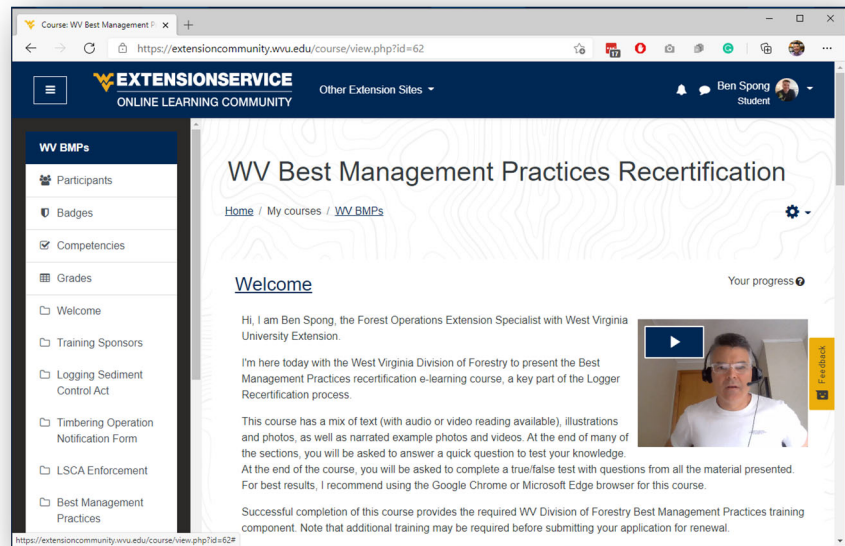 Course: WV Best Management P
https://extensioncommunity.wvu.edu/course/view.php?id=62
17
EXTENSIONSERVICE
ONLINE LEARNING COMMUNITY
Other Extension Sites
Ben Spong
Student
WV BMPs
Participants
Badges
Competencies
Grades
Welcome
Training Sponsors
Logging Sediment
Control Act
Timbering Operation
Notification Form
LSCA Enforcement
Best Management
Practices
WV Best Management Practices Recertification
Home / My courses / WV BMPs
Welcome
Your progress
Hi, I am Ben Spong, the Forest Operations Extension Specialist with West Virginia
University Extension.
I'm here today with the West Virginia Division of Forestry to present the Best
Management Practices recertification e-learning course, a key part of the Logger
Recertification process.
This course has a mix of text (with audio or video reading available), illustrations
and photos, as well as narrated example photos and videos. At the end of many of
the sections, you will be asked to answer a quick question to test your knowledge.
At the end of the course, you will be asked to complete a true/false test with questions from all the material presented.
For best results, I recommend using the Google Chrome or Microsoft Edge browser for this course.
Successful completion of this course provides the required WV Division of Forestry Best Management Practices training
component. Note that additional training may be required before submitting your application for renewal.
Feedback
https://extensioncommunity.wvu.edu/course/view.php?id=62#